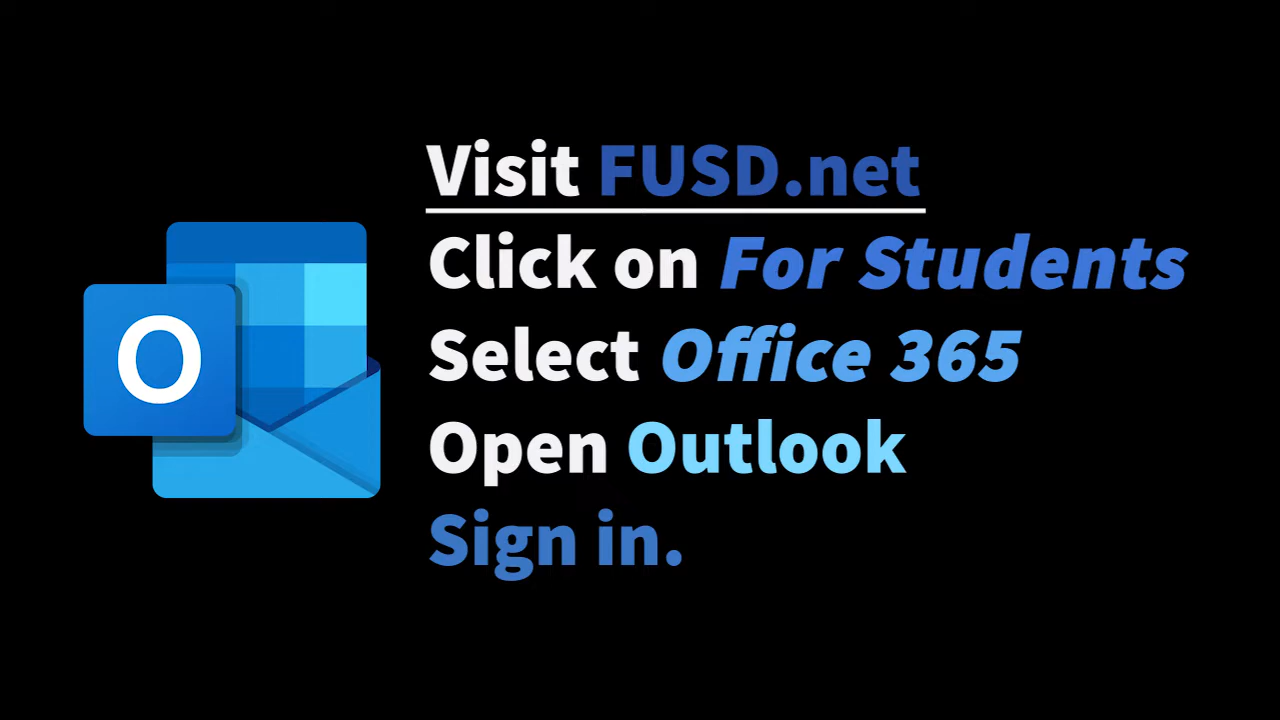 Visit FUSD.net
Click on For Students
Select Office 365
Open Outlook
Sign in.
O